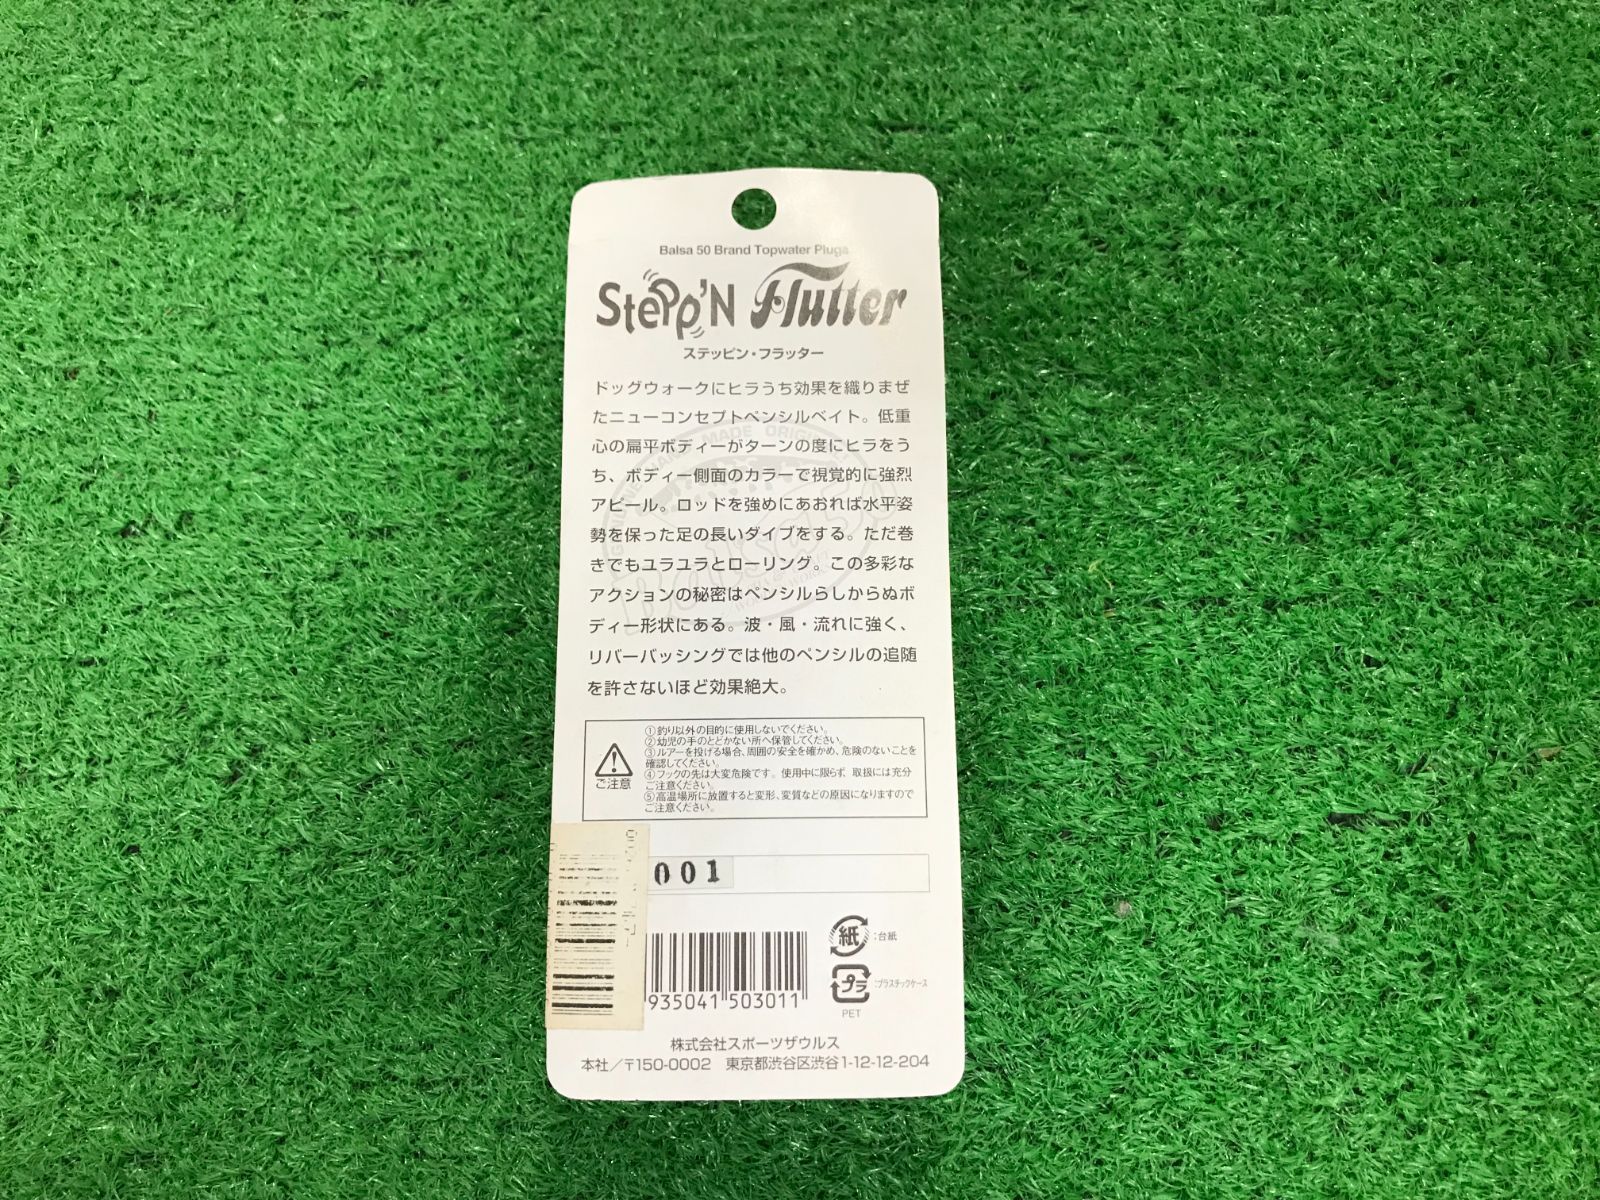 Balsa 50 Brand Topwater Plugs
Stepp'N Flutter
ステッピン・フラッター
ドッグウォークにヒラうち効果を織りまぜ
たニューコンセプトペンシルベイト。低重
心の扁平ボディーがターンの度にヒラをう
ち、ボディー側面のカラーで視覚的に強烈
アピール。ロッドを強めにあおれば水平姿
勢を保った足の長いダイブをする。ただ巻
きでもユラユラとローリング。この多彩な
アクションの秘密はペンシルらしからぬボ
ディー形状にある。波・風・流れに強く、
リバーバッシングでは他のペンシルの追随
を許さないほど効果絶大。
ご注意
①釣り以外の目的に使用しないでください。
②幼児の手のとどかない所へ保管してください。
③ルアーを投げる場合、周囲の安全を確かめ、危険のないことを
確認してください。
④フックの先は大変危険です。使用中に限らず、取扱には充分
ご注意ください。
⑤高温場所に放置すると変形、変質などの原因になりますので
ご注意ください。
001
935041 503011
紙 :台紙
プラ :プラスチックケース
PET
株式会社スポーツザウルス
本社／〒150-0002 東京都渋谷区渋谷1-12-12-204